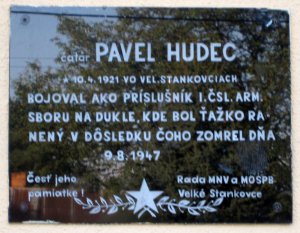 čatár PAVEL HUDEC
* 10.4.1921 VO VEL.STANKOVCIACH
BOJOVAL AKO PRÍSLUŠNÍK I.ČSL. ARM.
SBORU NA DUKLE, KDE BOL ŤAŽKO RA-
NENÝ V DÔSLEDKU ČOHO ZOMREL DŇA
9.8.1947
Česť jeho
pamiatke!
Rada MNV a MOSPB
Veľké Stankovce